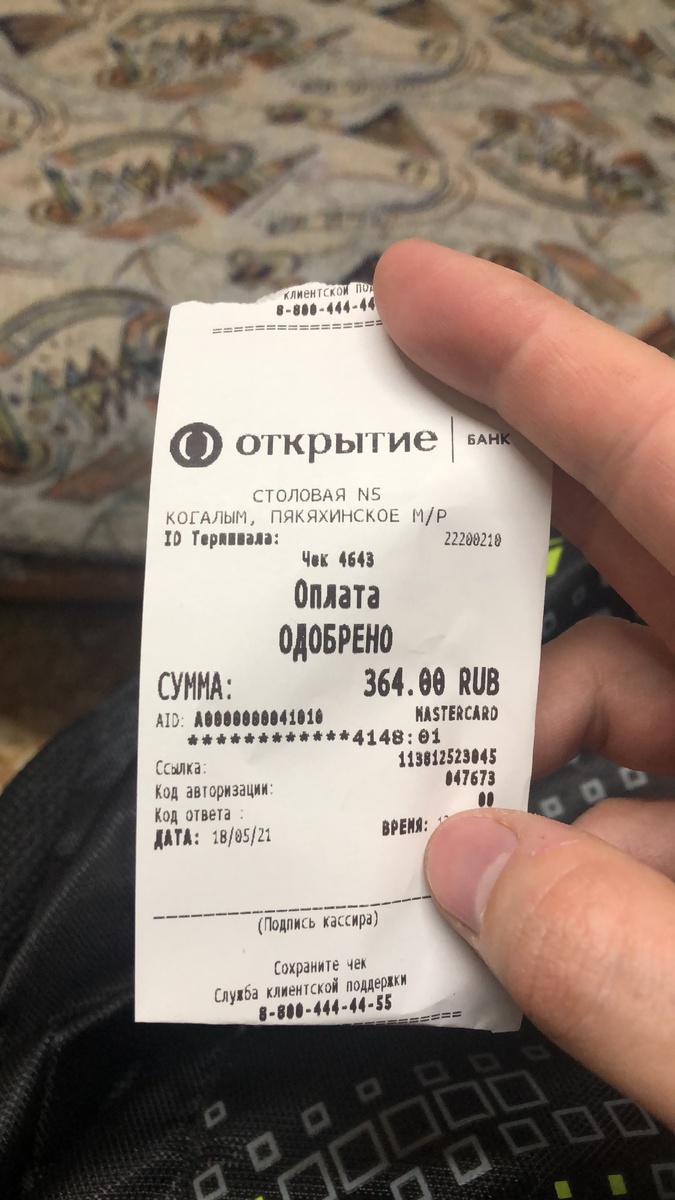 КЛИЕНТСКОЙ
8-800-444-44
ОТКРЫТИЕ | БАНК
СТОЛОВАЯ N5
КОГАЛЫМ, ПЯКЯХИНСКОЕ М/Р
ID Терминала: 22200210
Чек 4643
Оплата
ОДОБРЕНО
СУММА: 364.00 RUB
AID: A0000000041010 MASTERCARD
************4148:01
Ссылка: 113812523045
Код авторизации: 047673
Код ответа : 00
ДАТА: 18/05/21 ВРЕМЯ:
(Подпись кассира)
Сохраните чек
Служба клиентской поддержки
8-800-444-44-55